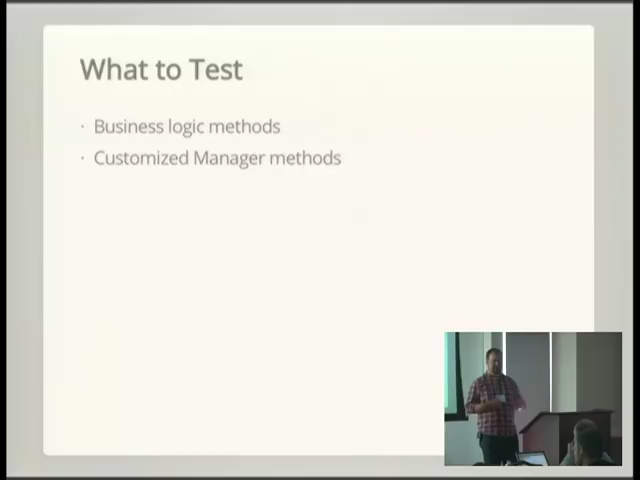 What to Test
· Business logic methods
· Customized Manager methods